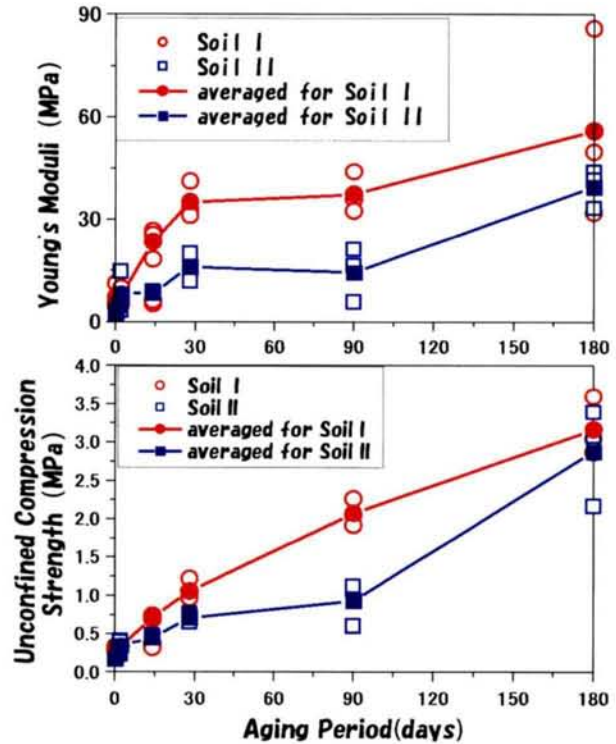 90
60
30
0
Young's Moduli (MPa)
Soil I
Soil II
averaged for Soil I
averaged for Soil II
0 30 60 90 120 150 180
4.0
3.5
3.0
2.5
2.0
1.5
1.0
0.5
0.0
Unconfined Compression
Strength (MPa)
Soil I
Soil II
averaged for Soil I
averaged for Soil II
0 30 60 90 120 150 180
Aging Period(days)